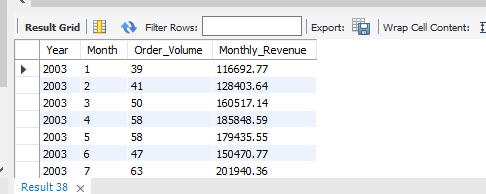 Result Grid Filter Rows: Export: Wrap Cell Content:
Year Month Order_Volume Monthly_Revenue
2003 1 39 116692.77
2003 2 41 128403.64
2003 3 50 160517.14
2003 4 58 185848.59
2003 5 58 179435.55
2003 6 47 150470.77
2003 7 63 201940.36
Result 38